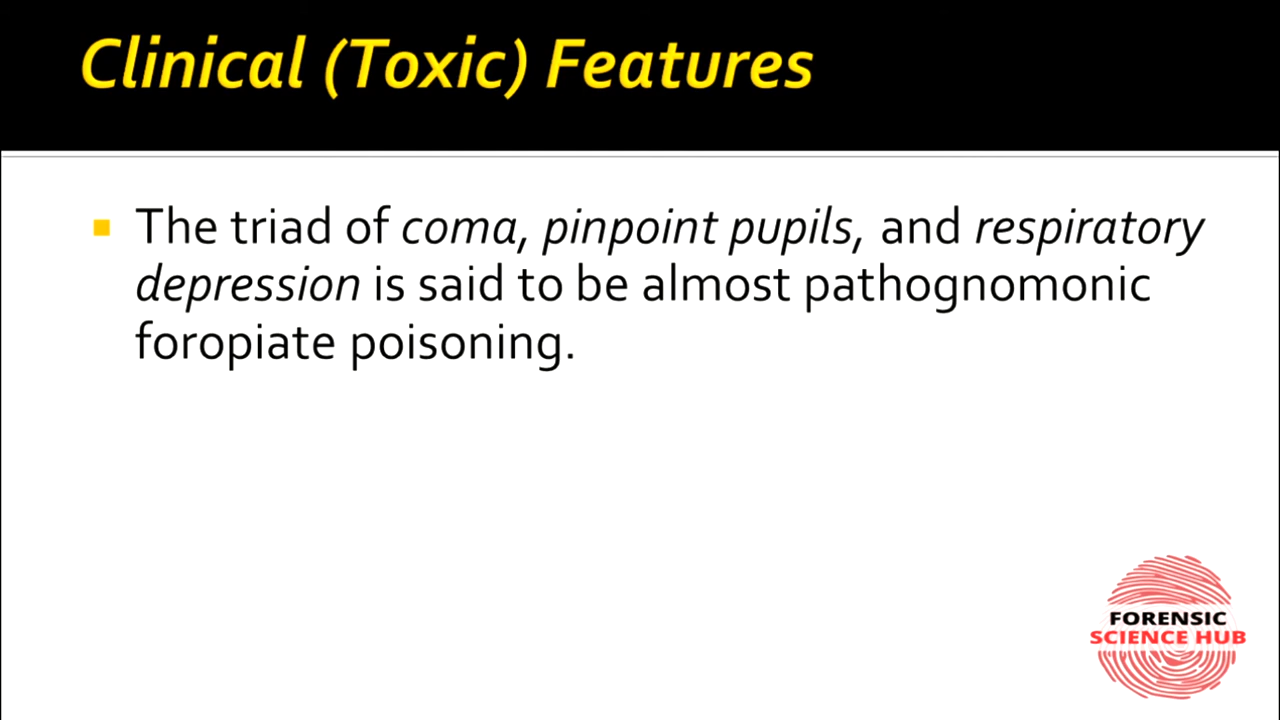 Clinical (Toxic) Features
The triad of coma, pinpoint pupils, and respiratory
depression is said to be almost pathognomonic
foropiate poisoning.
FORENSIC
SCIENCE HUB